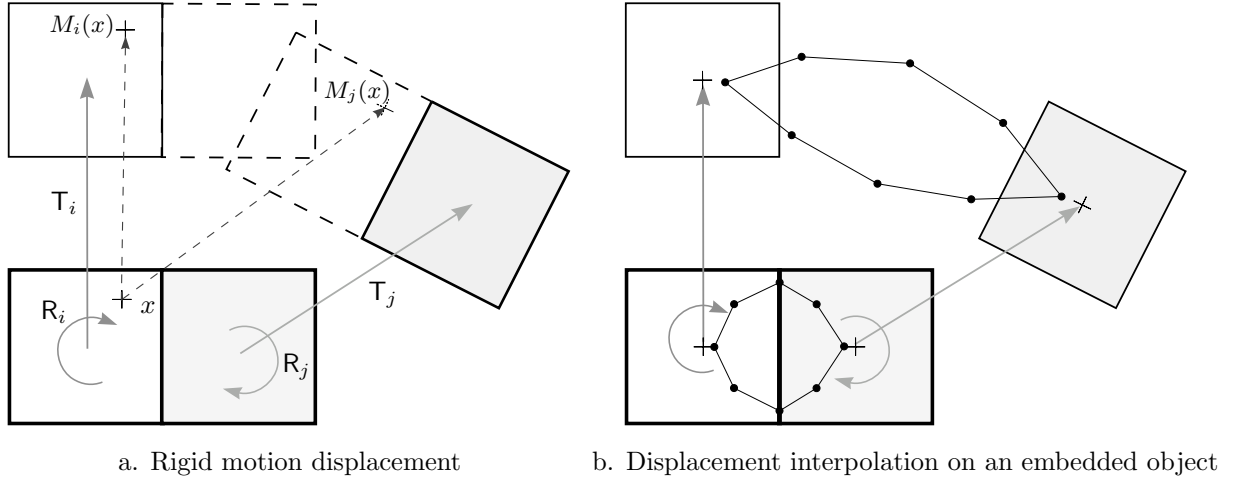 M_i(x)
M_j(x)
T_i
R_i
x
T_j
R_j
a. Rigid motion displacement
b. Displacement interpolation on an embedded object